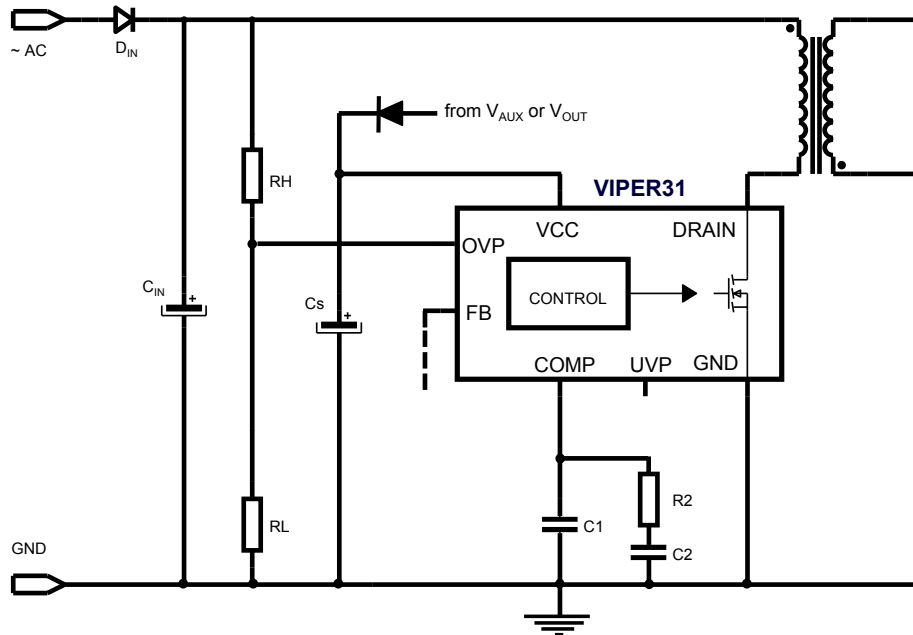 ~ AC
D_IN
from V_AUX or V_OUT
RH
VIPER31
VCC
DRAIN
OVP
C_IN
+
Cs
+
CONTROL
FB
COMP
UVP
GND
R2
RL
C1
C2
GND